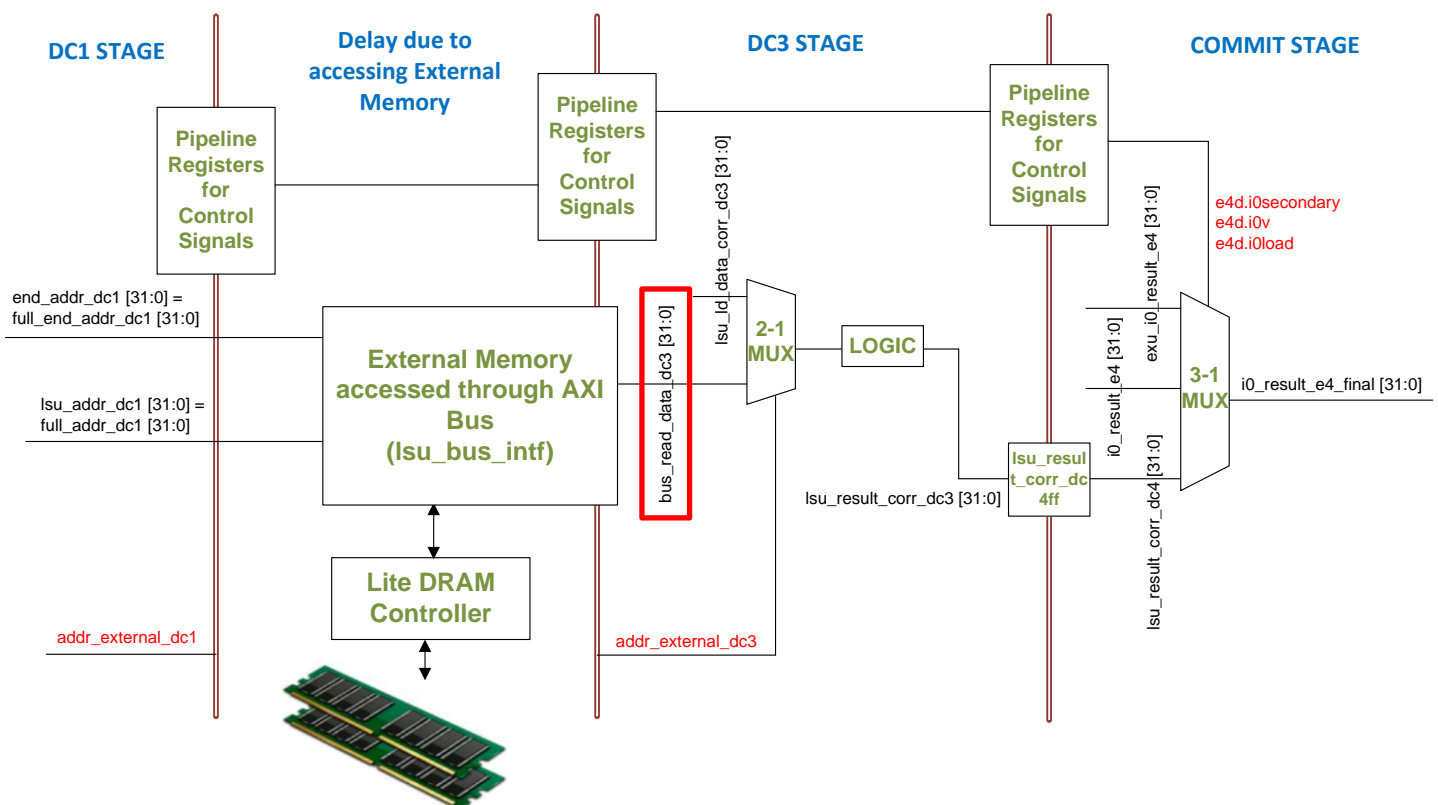 DC1 STAGE
Delay due to
accessing External
Memory
DC3 STAGE
COMMIT STAGE
Pipeline
Registers
for
Control
Signals
Pipeline
Registers
for
Control
Signals
Pipeline
Registers
for
Control
Signals
e4d.i0secondary
e4d.i0v
e4d.i0load
end_addr_dc1 [31:0] =
full_end_addr_dc1 [31:0]
lsu_addr_dc1 [31:0] =
full_addr_dc1 [31:0]
External Memory
accessed through AXI
Bus
(lsu_bus_intf)
bus_read_data_dc3 [31:0]
lsu_ld_data_corr_dc3 [31:0]
2-1
MUX
LOGIC
lsu_result_corr_dc3 [31:0]
lsu_resul
t_corr_dc
4ff
exu_i0_result_e4 [31:0]
i0_result_e4 [31:0]
lsu_result_corr_dc4 [31:0]
3-1
MUX
i0_result_e4_final [31:0]
Lite DRAM
Controller
addr_external_dc1
addr_external_dc3